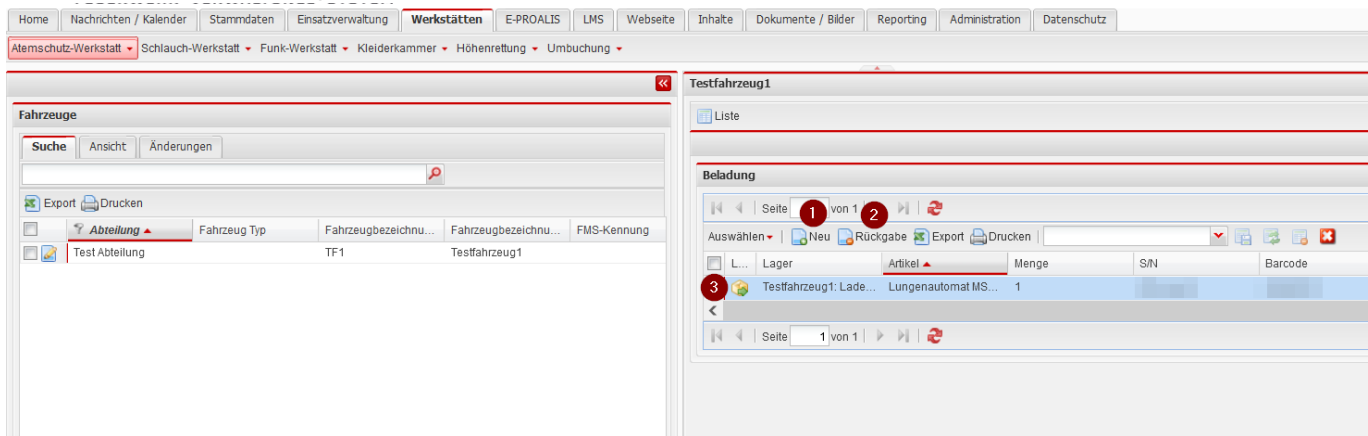 Home Nachrichten / Kalender Stammdaten Einsatzverwaltung Werkstätten E-PROALIS LMS Webseite Inhalte Dokumente / Bilder Reporting Administration Datenschutz
Atemschutz-Werkstatt Schlauch-Werkstatt Funk-Werkstatt Kleiderkammer Höhenrettung Umbuchung
Testfahrzeug1
Fahrzeuge
Liste
Suche Ansicht Änderungen
Beladung
Export Drucken
Seite von 1
1 2
Auswählen Neu Rückgabe Export Drucken
Abteilung Fahrzeug Typ Fahrzeugbezeichnu... Fahrzeugbezeichnu... FMS-Kennung
Test Abteilung TF1 Testfahrzeug1
L... Lager Artikel Menge S/N Barcode
3 Testfahrzeug1: Lade... Lungenautomat MS... 1
Seite 1 von 1